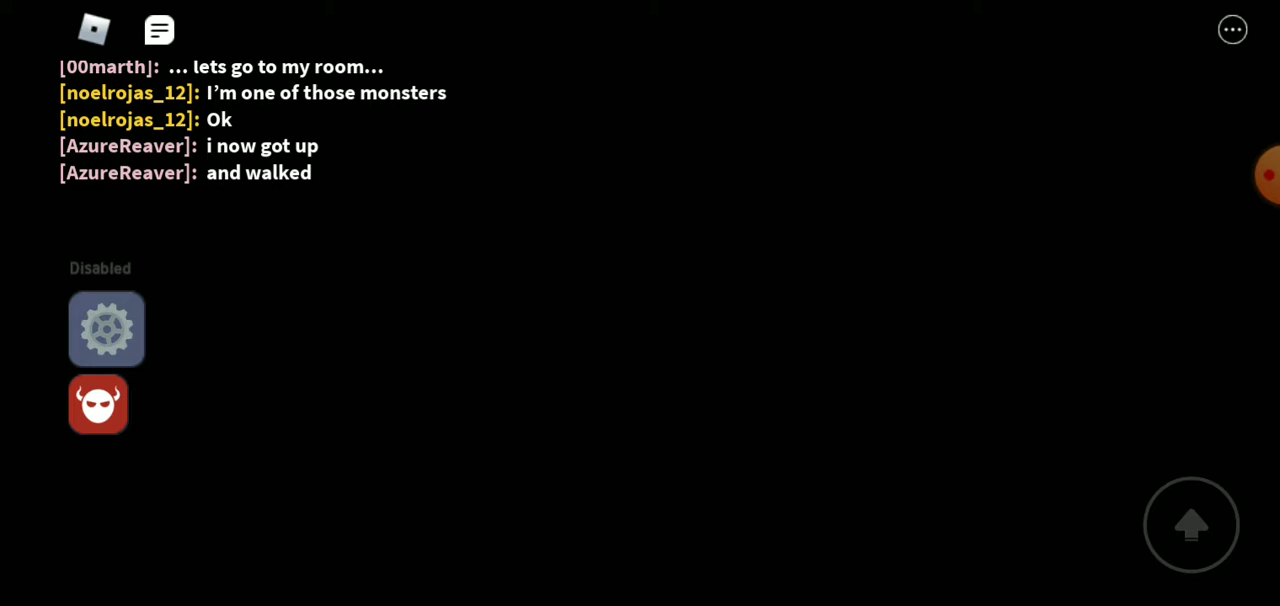 [00marth]: ... lets go to my room...
[noelrojas_12]: I’m one of those monsters
[noelrojas_12]: Ok
[AzureReaver]: i now got up
[AzureReaver]: and walked
Disabled